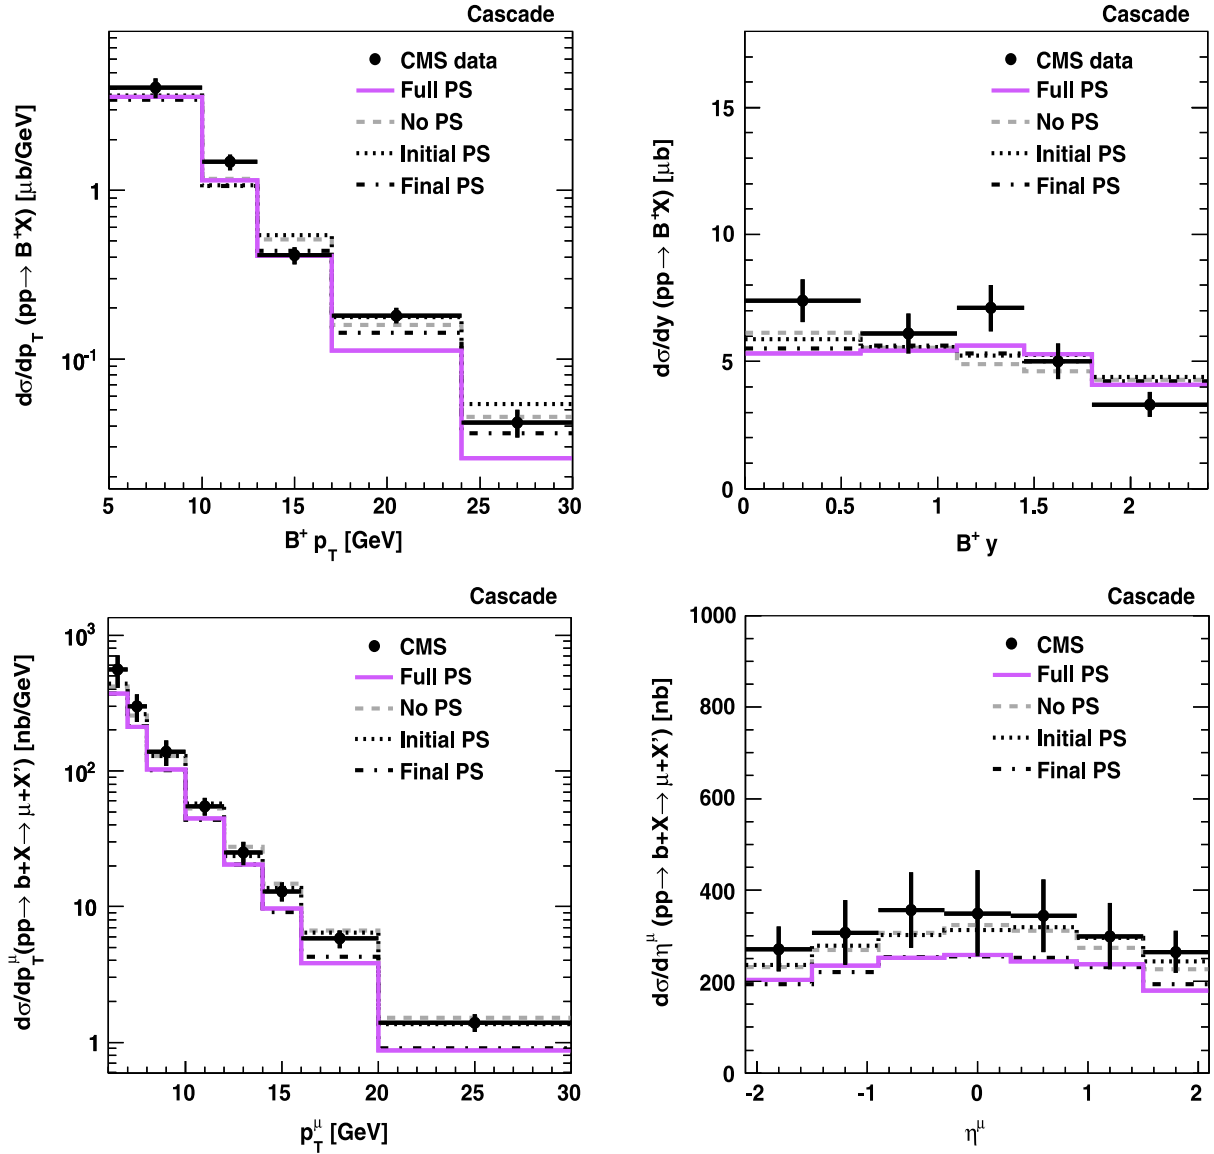 Cascade
CMS data
Full PS
No PS
Initial PS
Final PS
dσ/dp_T (pp→ B⁺X) [μb/GeV]
1
10⁻¹
5 10 15 20 25 30
B⁺ p_T [GeV]
Cascade
CMS data
Full PS
No PS
Initial PS
Final PS
dσ/dy (pp→ B⁺X) [μb]
15
10
5
0
0 0.5 1 1.5 2
B⁺ y
Cascade
CMS
Full PS
No PS
Initial PS
Final PS
dσ/dp_T^μ(pp→ b+X→ μ+X') [nb/GeV]
10³
10²
10
1
10 15 20 25 30
p_T^μ [GeV]
Cascade
CMS
Full PS
No PS
Initial PS
Final PS
dσ/dη^μ (pp→ b+X→ μ+X') [nb]
1000
800
600
400
200
0
-2 -1 0 1 2
η^μ